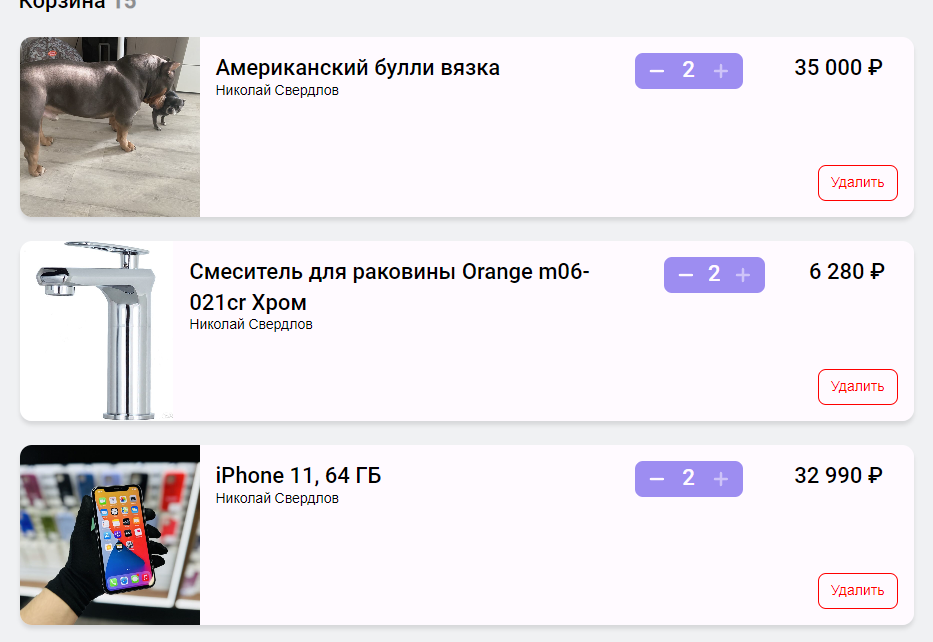 Корзина 15
Американский булли вязка
Николай Свердлов
− 2 +
35 000 ₽
Удалить
Смеситель для раковины Orange m06-
021cr Хром
Николай Свердлов
− 2 +
6 280 ₽
Удалить
iPhone 11, 64 ГБ
Николай Свердлов
− 2 +
32 990 ₽
Удалить